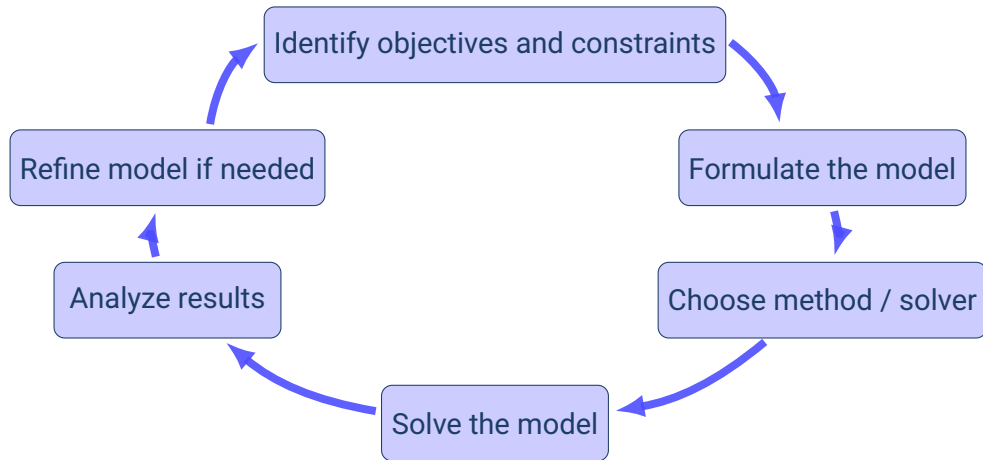 Identify objectives and constraints
Refine model if needed
Formulate the model
Analyze results
Choose method / solver
Solve the model